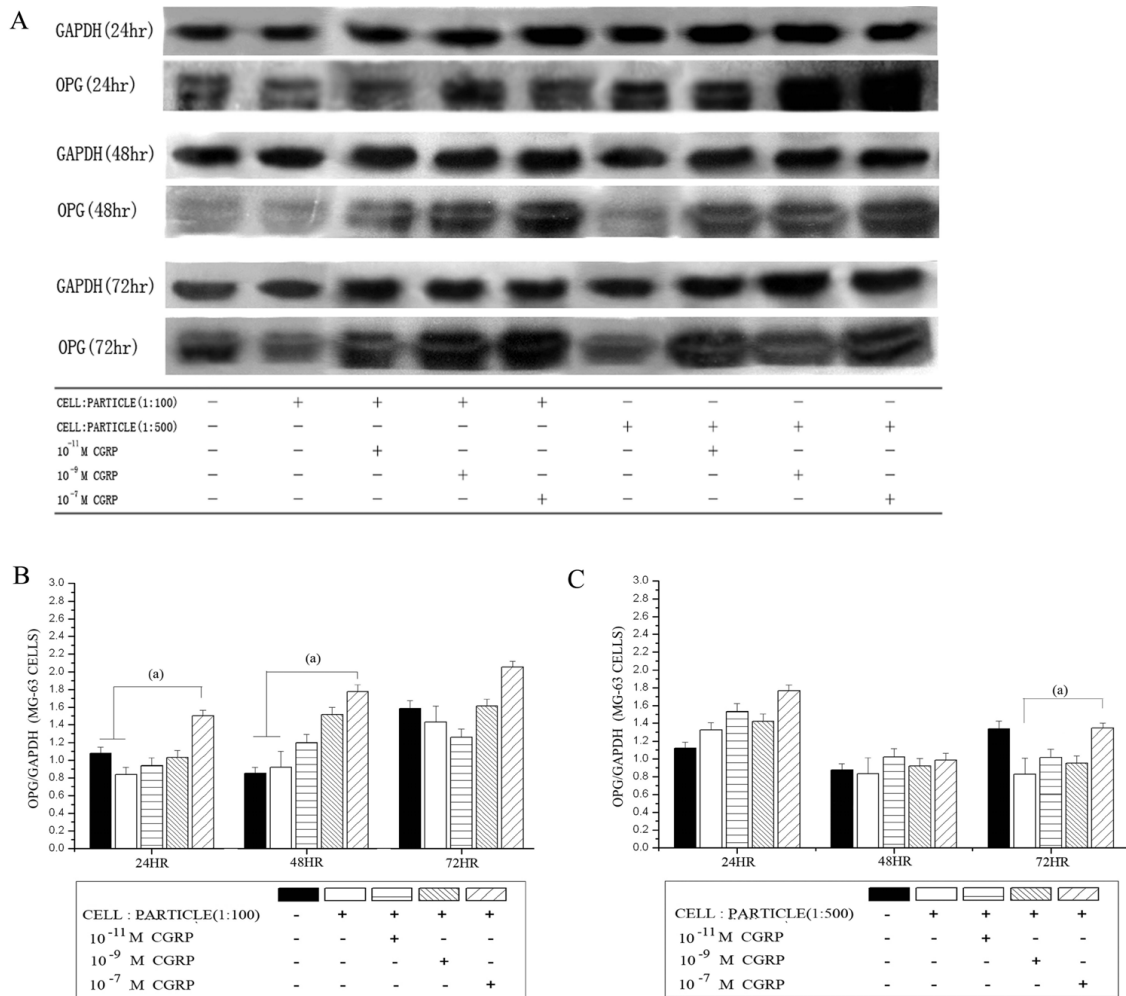 A
GAPDH(24hr)
OPG(24hr)
GAPDH(48hr)
OPG(48hr)
GAPDH(72hr)
OPG(72hr)
CELL:PARTICLE(1:100) − + + + + − − − −
CELL:PARTICLE(1:500) − − − − − + + + +
10⁻¹¹M CGRP − − + − − − + − −
10⁻⁹M CGRP − − − + − − − + −
10⁻⁷M CGRP − − − − + − − − +
B
3.0
2.8
2.6
2.4
2.2
2.0
1.8
1.6
1.4
1.2
1.0
0.8
0.6
0.4
0.2
0.0
OPG/GAPDH (MG-63 CELLS)
(a)
(a)
24HR 48HR 72HR
CELL : PARTICLE(1:100) - + + + +
10⁻¹¹M CGRP - - + - -
10⁻⁹ M CGRP - - - + -
10⁻⁷ M CGRP - - - - +
C
3.0
2.8
2.6
2.4
2.2
2.0
1.8
1.6
1.4
1.2
1.0
0.8
0.6
0.4
0.2
0.0
OPG/GAPDH (MG-63 CELLS)
(a)
24HR 48HR 72HR
CELL : PARTICLE(1:500) - + + + +
10⁻¹¹M CGRP - - + - -
10⁻⁹ M CGRP - - - + -
10⁻⁷ M CGRP - - - - +